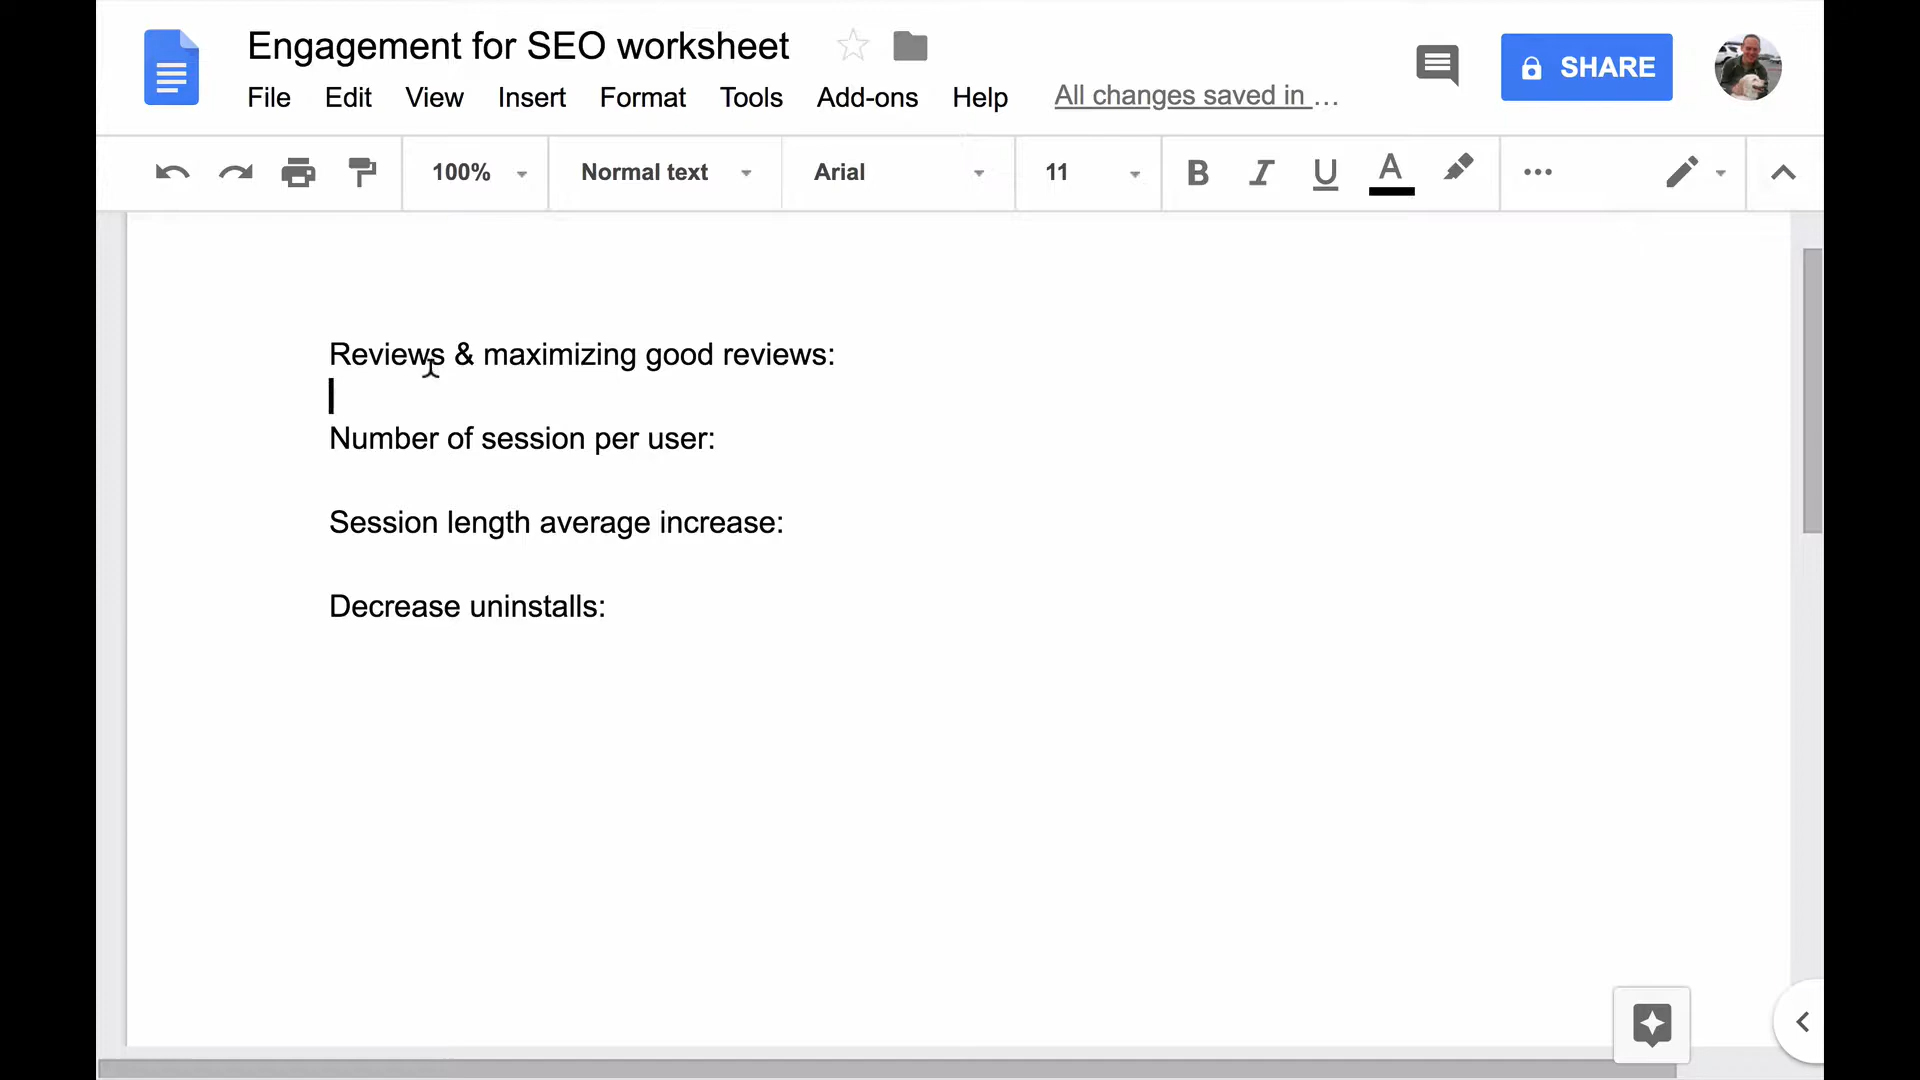 Engagement for SEO worksheet
File Edit View Insert Format Tools Add-ons Help All changes saved in ...
SHARE
100% Normal text Arial 11 B I U A
Reviews & maximizing good reviews:
Number of session per user:
Session length average increase:
Decrease uninstalls: